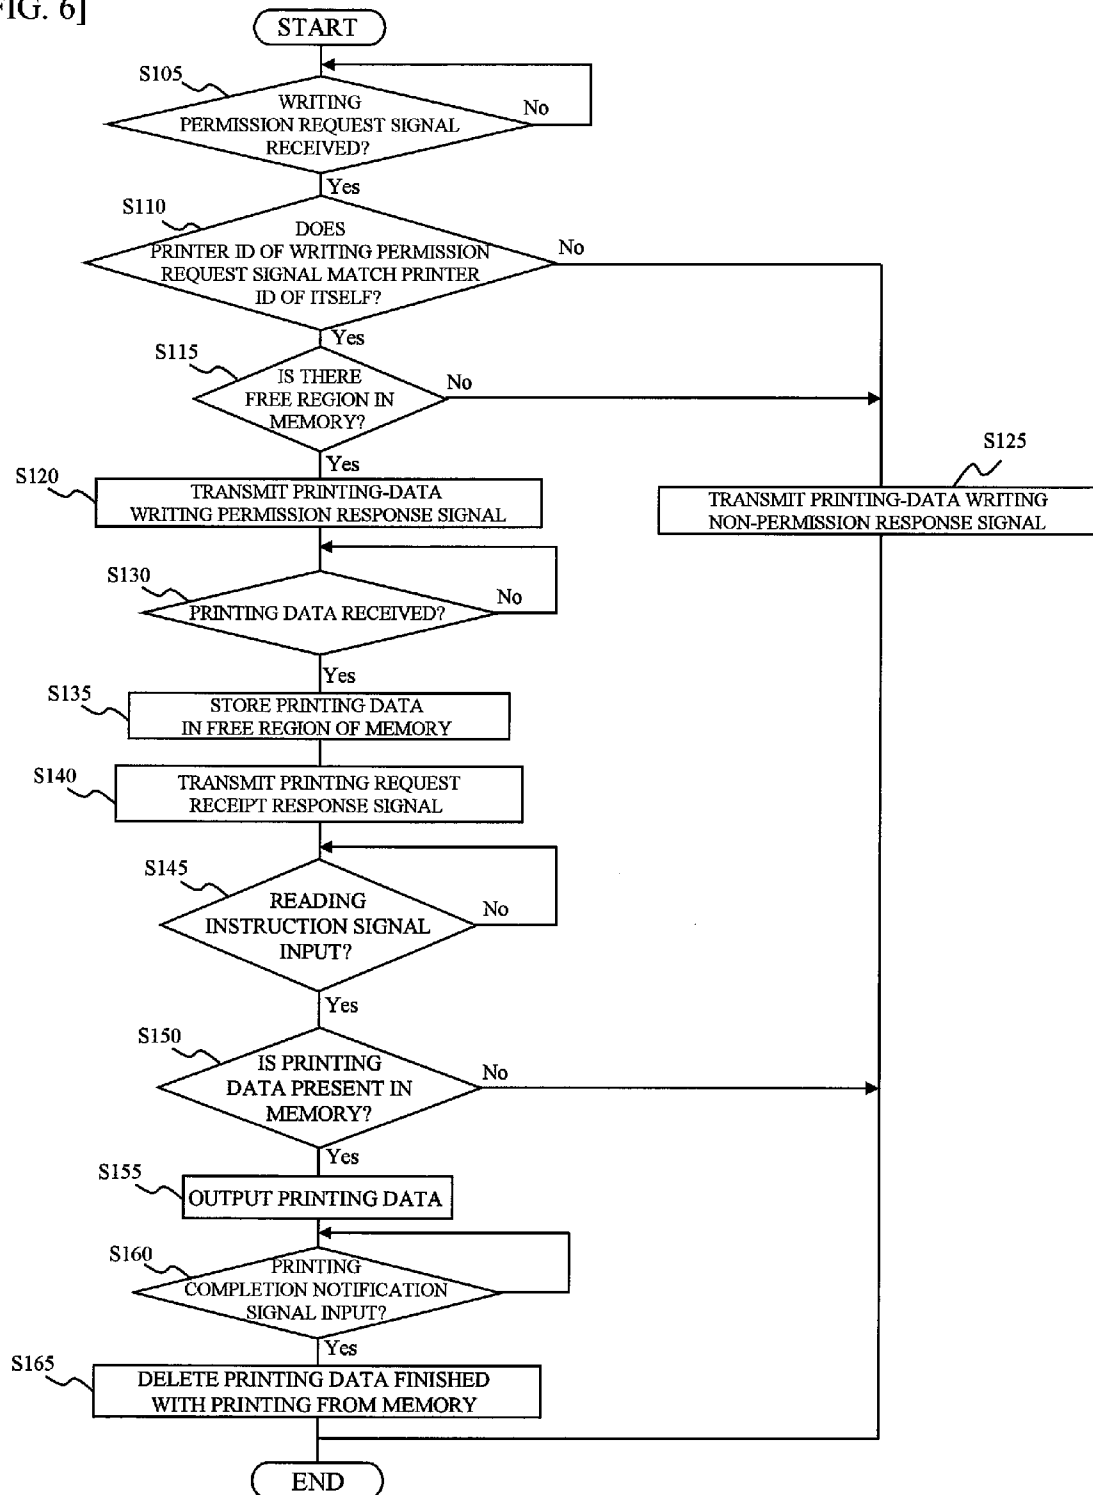 FIG. 6]
START
S105
WRITING
PERMISSION REQUEST SIGNAL
RECEIVED?
No
Yes
S110
DOES
PRINTER ID OF WRITING PERMISSION
REQUEST SIGNAL MATCH PRINTER
ID OF ITSELF?
No
Yes
S115
IS THERE
FREE REGION IN
MEMORY?
No
Yes
S120
TRANSMIT PRINTING-DATA
WRITING PERMISSION RESPONSE SIGNAL
S125
TRANSMIT PRINTING-DATA WRITING
NON-PERMISSION RESPONSE SIGNAL
S130
PRINTING DATA RECEIVED?
No
Yes
S135
STORE PRINTING DATA
IN FREE REGION OF MEMORY
S140
TRANSMIT PRINTING REQUEST
RECEIPT RESPONSE SIGNAL
S145
READING
INSTRUCTION SIGNAL
INPUT?
No
Yes
S150
IS PRINTING
DATA PRESENT IN
MEMORY?
No
Yes
S155
OUTPUT PRINTING DATA
S160
PRINTING
COMPLETION NOTIFICATION
SIGNAL INPUT?
Yes
S165
DELETE PRINTING DATA FINISHED
WITH PRINTING FROM MEMORY
END